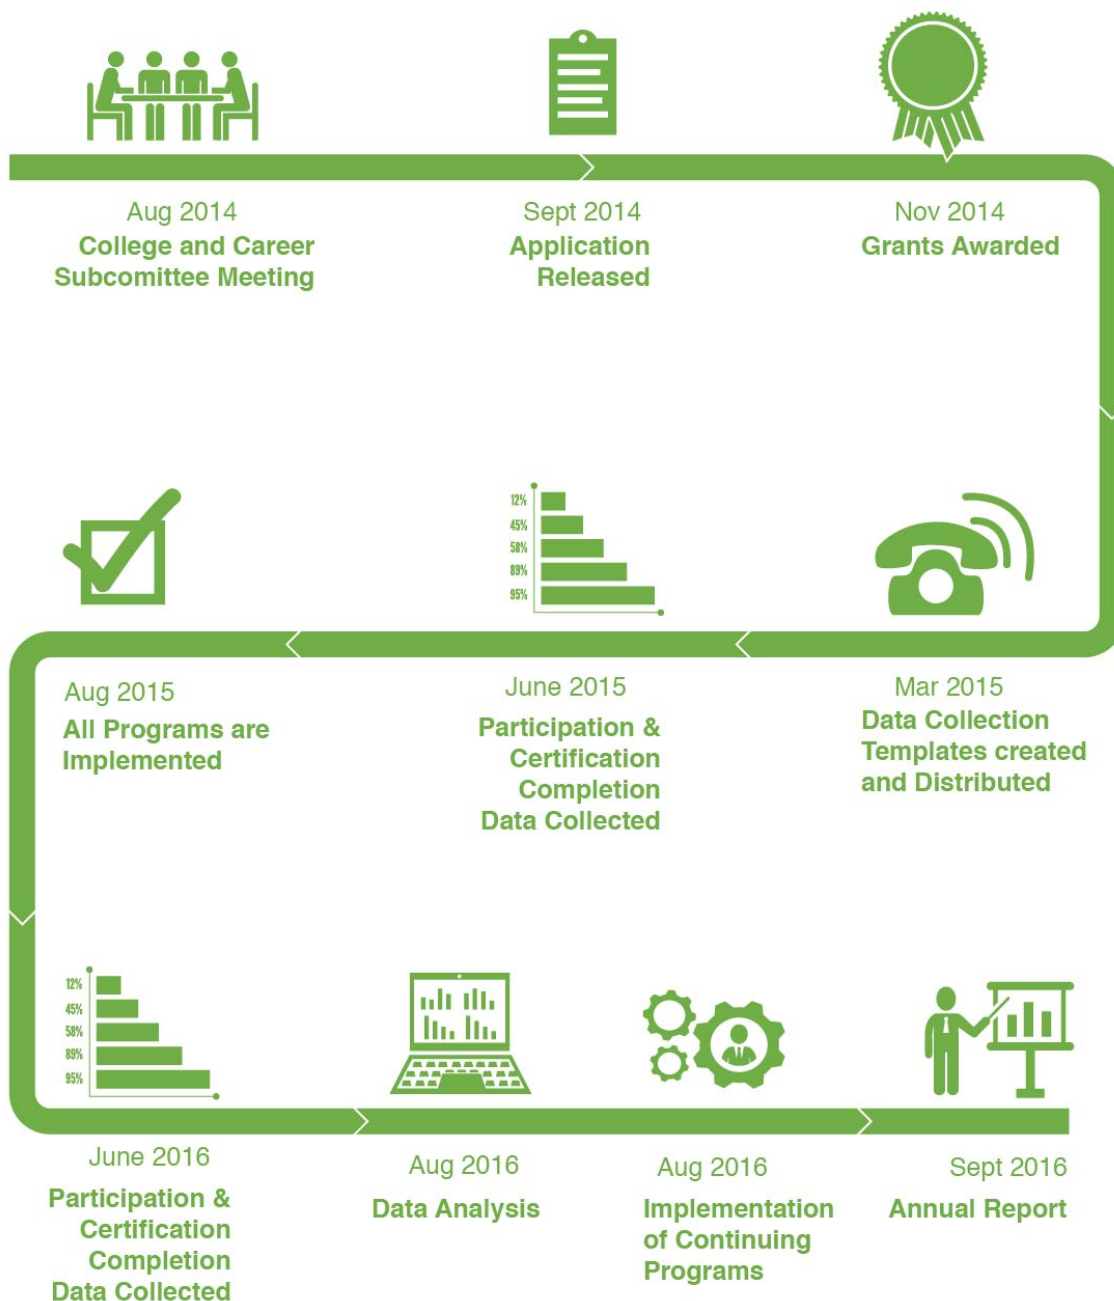 Aug 2014
College and Career
Subcomittee Meeting
Sept 2014
Application
Released
Nov 2014
Grants Awarded
Mar 2015
Data Collection
Templates created
and Distributed
12%
45%
58%
89%
95%
June 2015
Participation &
Certification
Completion
Data Collected
Aug 2015
All Programs are
Implemented
12%
45%
58%
89%
95%
June 2016
Participation &
Certification
Completion
Data Collected
Aug 2016
Data Analysis
Aug 2016
Implementation
of Continuing
Programs
Sept 2016
Annual Report